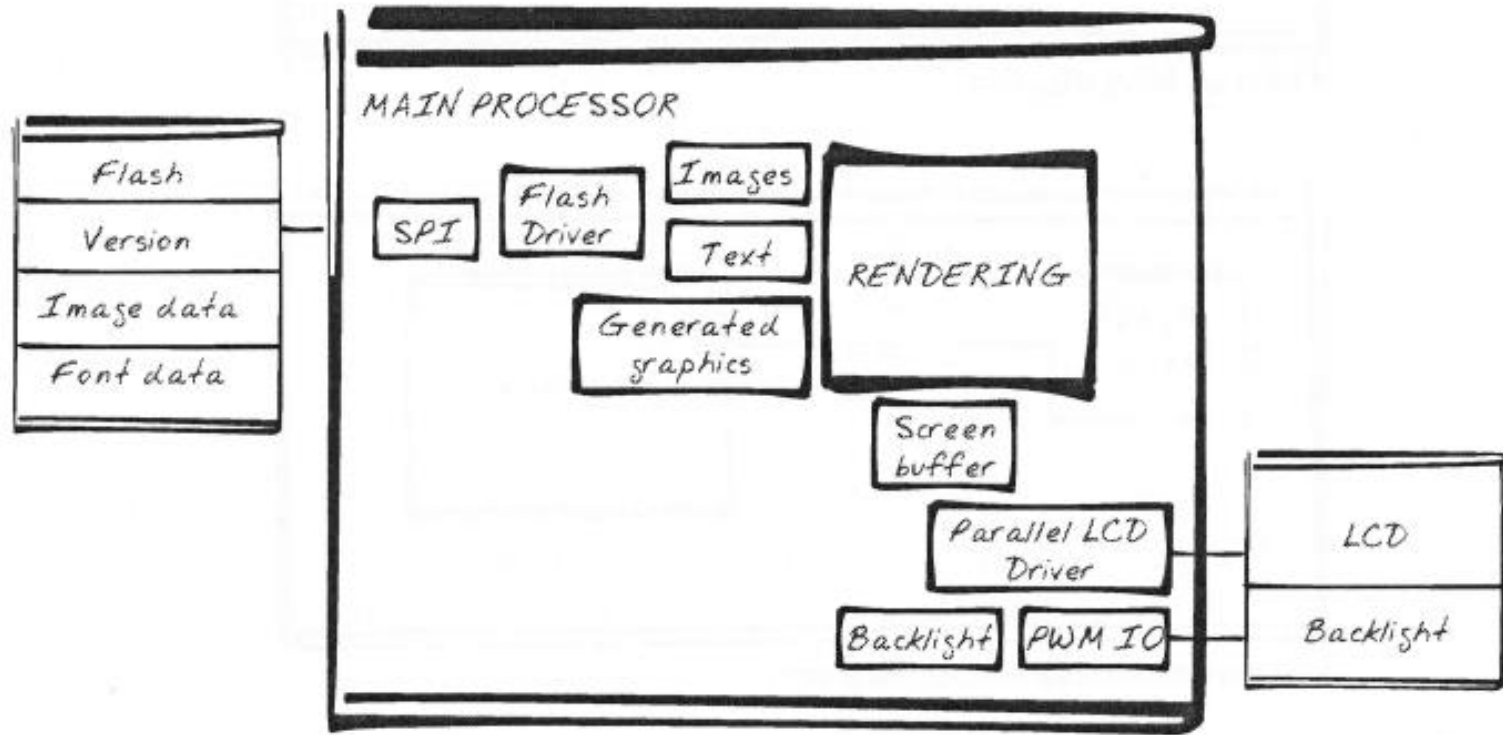 MAIN PROCESSOR
Flash
Version
Image data
Font data
SPI
Flash
Driver
Images
Text
Generated
graphics
RENDERING
Screen
buffer
Parallel LCD
Driver
Backlight
PWM IO
LCD
Backlight